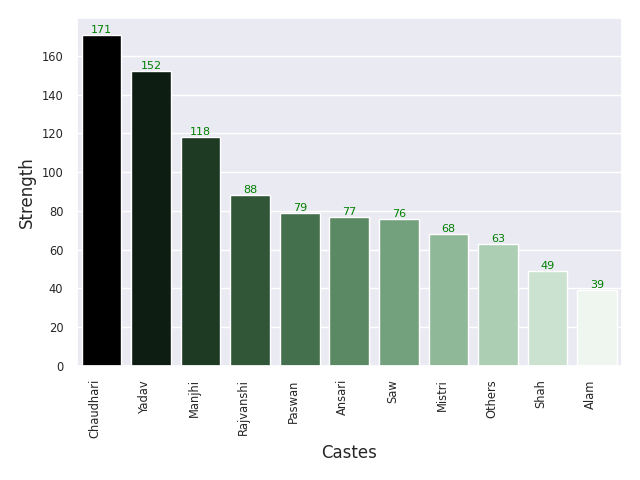 171
152
118
88
79
77
76
68
63
49
39
160
140
120
100
80
60
40
20
0
Strength
Chaudhari
Yadav
Manjhi
Rajvanshi
Paswan
Ansari
Saw
Mistri
Others
Shah
Alam
Castes